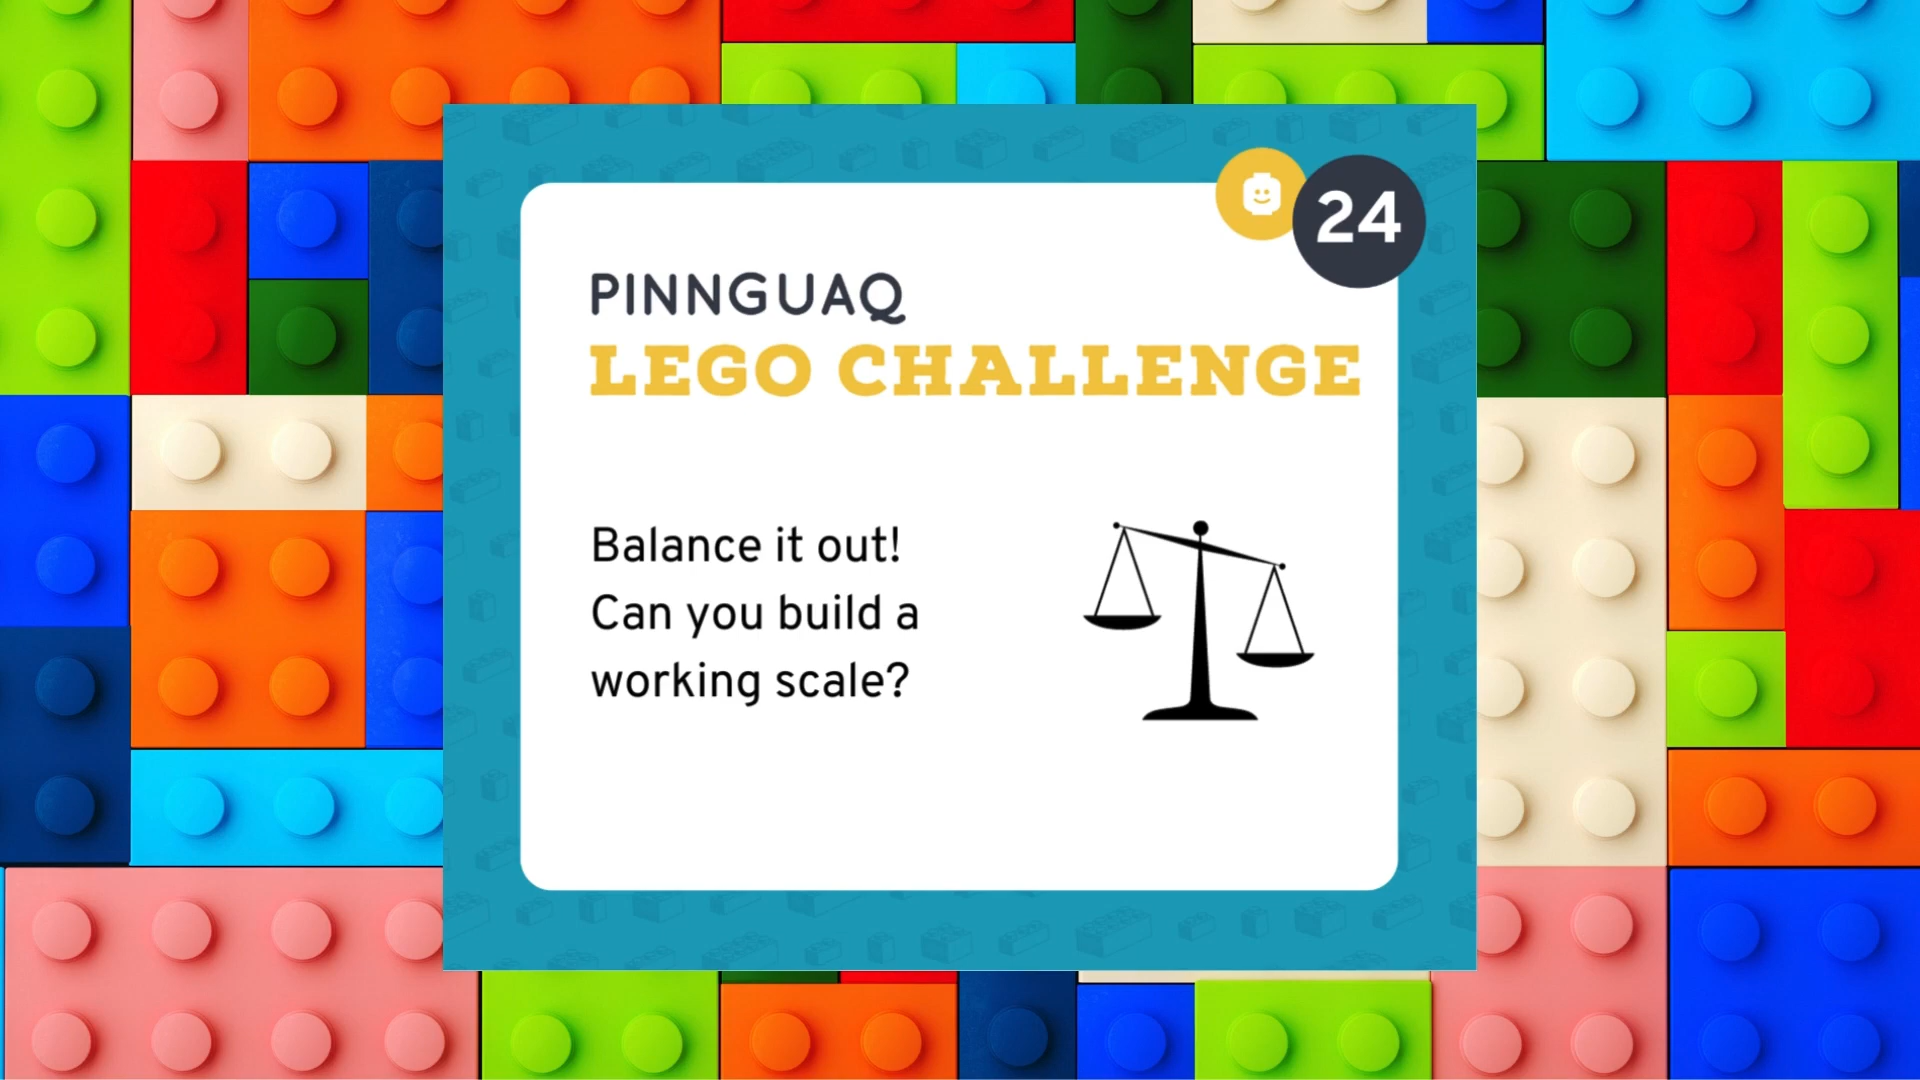 24
PINNGUAQ
LEGO CHALLENGE
Balance it out!
Can you build a
working scale?